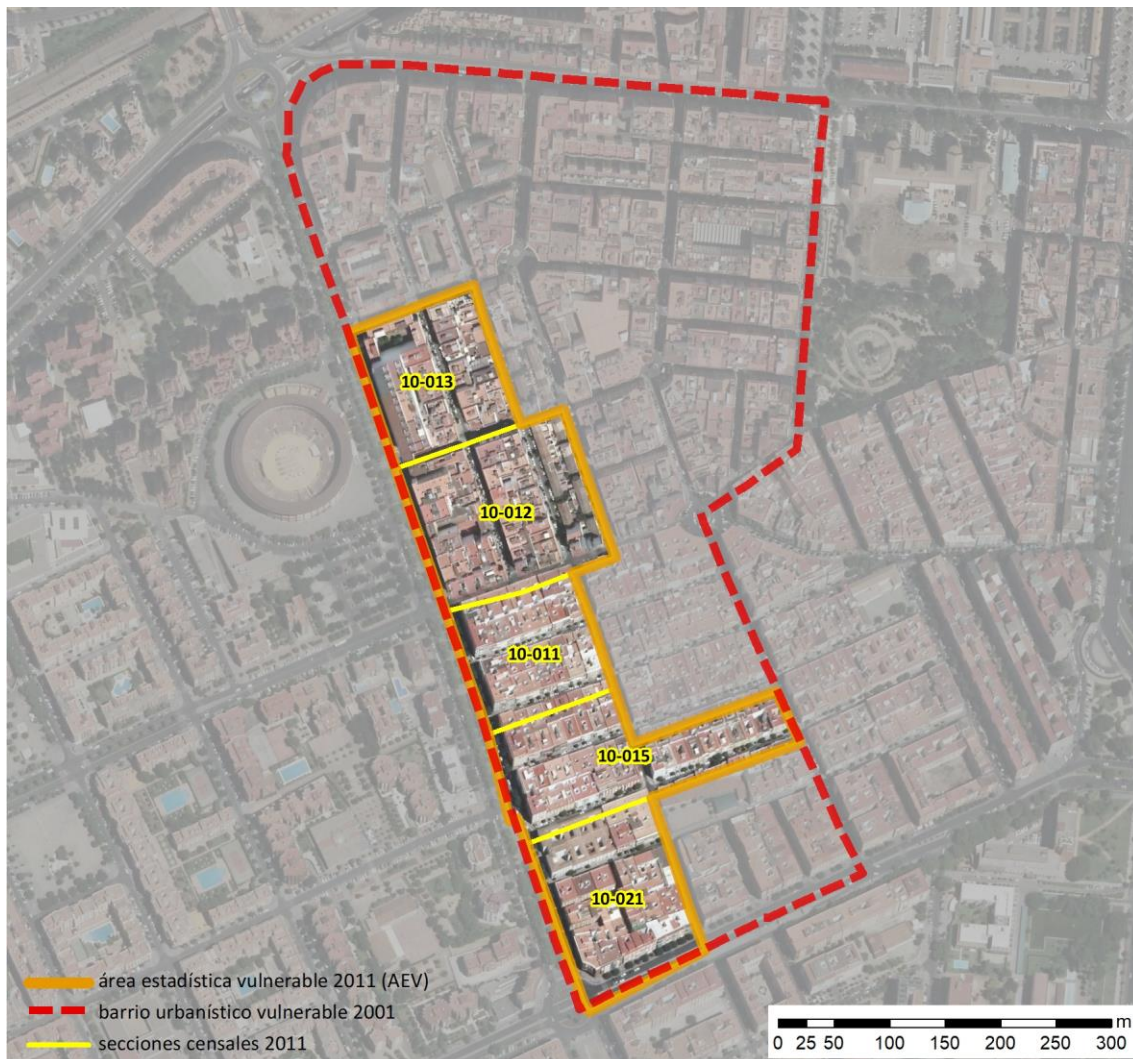 10-013
10-012
10-011
10-015
10-021
área estadística vulnerable 2011 (AEV)
barrio urbanístico vulnerable 2001
secciones censales 2011
m
0 25 50 100 150 200 250 300